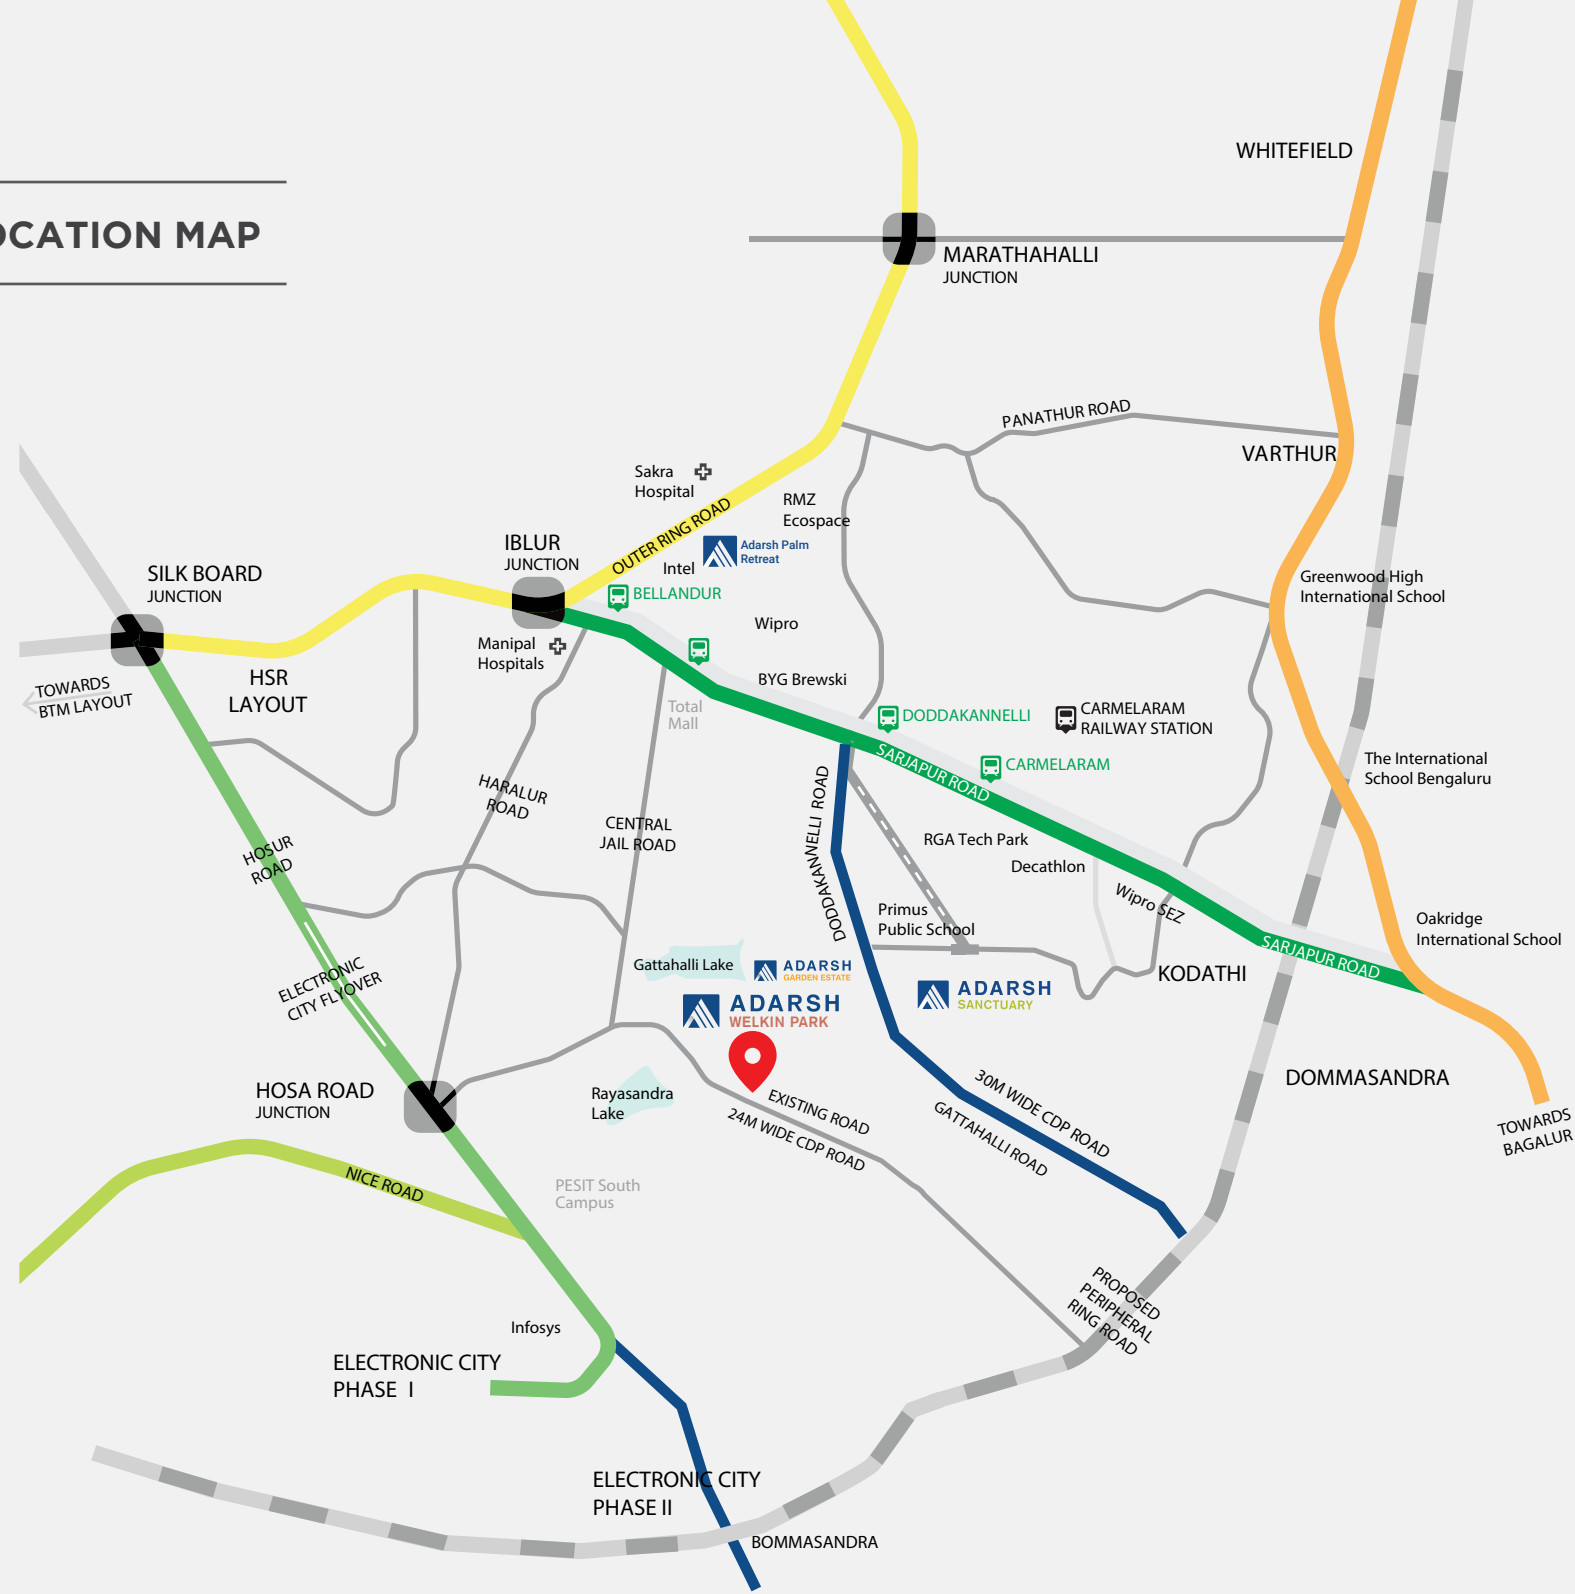 OCATION MAP
WHITEFIELD
MARATHAHALLI
JUNCTION
PANATHUR ROAD
VARTHUR
Sakra
Hospital
RMZ
Ecospace
OUTER RING ROAD
Adarsh Palm
Retreat
Intel
IBLUR
JUNCTION
SILK BOARD
JUNCTION
BELLANDUR
Greenwood High
International School
Wipro
Manipal
Hospitals
HSR
LAYOUT
TOWARDS
BTM LAYOUT
BYG Brewski
Total
Mall
DODDAKANNELLI
CARMELARAM
RAILWAY STATION
SARJAPUR ROAD
CARMELARAM
The International
School Bengaluru
HARALUR
ROAD
CENTRAL
JAIL ROAD
DODDAKANNELLI ROAD
RGA Tech Park
Decathlon
HOSUR
ROAD
Wipro SEZ
Primus
Public School
Oakridge
International School
SARJAPUR ROAD
KODATHI
Gattahalli Lake
ADARSH
GARDEN ESTATE
ELECTRONIC
CITY FLYOVER
ADARSH
WELKIN PARK
ADARSH
SANCTUARY
HOSA ROAD
JUNCTION
Rayasandra
Lake
EXISTING ROAD
24M WIDE CDP ROAD
30M WIDE CDP ROAD
GATTAHALLI ROAD
DOMMASANDRA
TOWARDS
BAGALUR
NICE ROAD
PESIT South
Campus
PROPOSED
PERIPHERAL
RING ROAD
Infosys
ELECTRONIC CITY
PHASE I
ELECTRONIC CITY
PHASE II
BOMMASANDRA